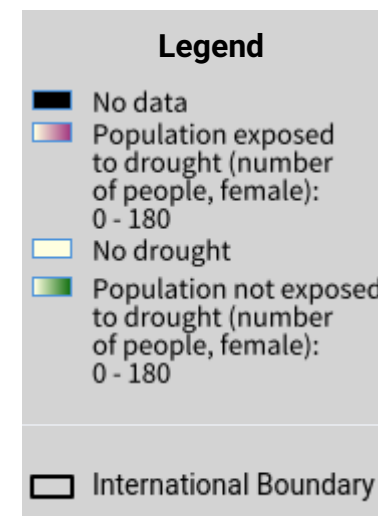 Legend
No data
Population exposed
to drought (number
of people, female):
0 - 180
No drought
Population not exposed
to drought (number
of people, female):
0 - 180
International Boundary